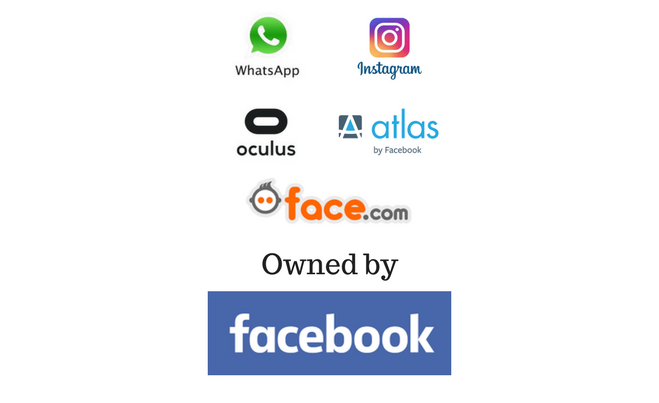 WhatsApp
Instagram
oculus
A atlas
by Facebook
face.com
Owned by
facebook